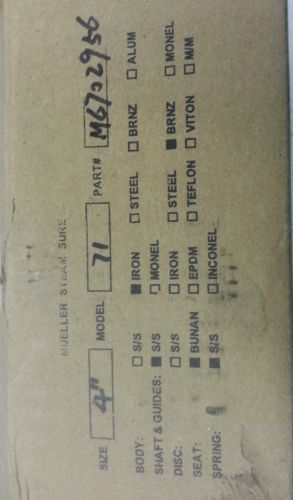 MUELLER STEAM SURE
SIZE 4" MODEL 71 PART# M6702956
BODY: □ S/S ■ IRON □ STEEL □ BRNZ □ ALUM
SHAFT & GUIDES: ■ S/S □ MONEL
DISC: □ S/S □ IRON □ STEEL ■ BRNZ □ MONEL
SEAT: ■ BUNAN □ EPDM □ TEFLON □ VITON □ M/M
SPRING: ■ S/S □ INCONEL